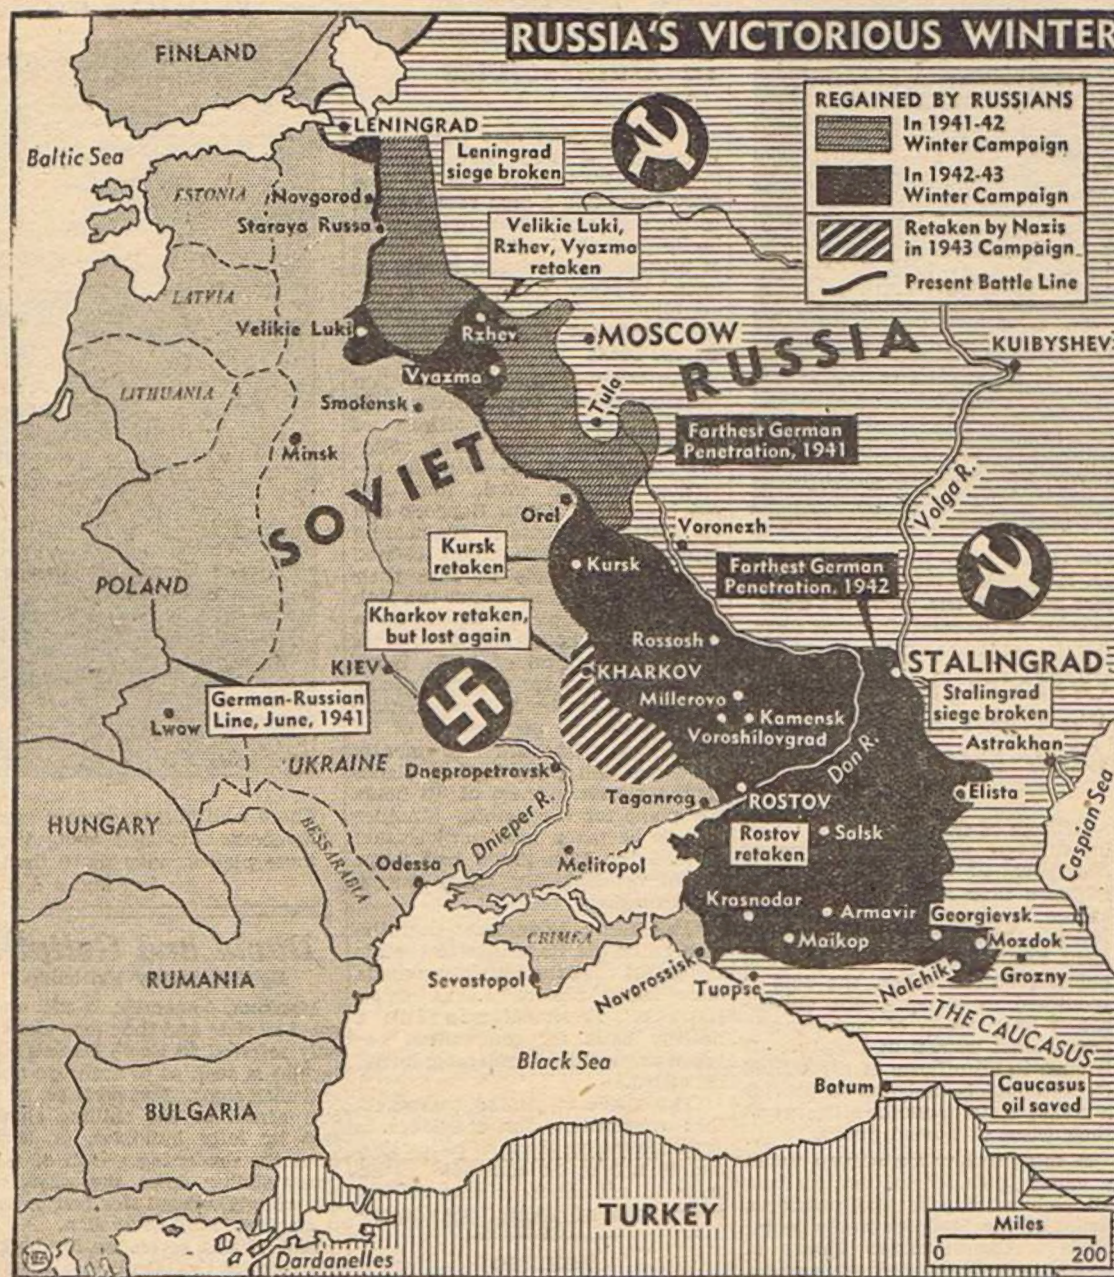 RUSSIA'S VICTORIOUS WINTER
FINLAND
REGAINED BY RUSSIANS
In 1941-42
Winter Campaign
In 1942-43
Winter Campaign
Retaken by Nazis
in 1943 Campaign
Present Battle Line
LENINGRAD
Leningrad
siege broken
Baltic Sea
ESTONIA
Novgorod
Staraya Russa
Velikie Luki,
Rzhev, Vyazma
retaken
LATVIA
Velikie Luki
Rzhev
MOSCOW
KUIBYSHEV
Vyazma
LITHUANIA
Smolensk
Tula
SOVIET RUSSIA
Minsk
Farthest German
Penetration, 1941
Volga R.
Orel
Voronezh
Kursk
retaken
Kursk
Farthest German
Penetration, 1942
POLAND
Kharkov retaken,
but lost again
Rossosh
KIEV
KHARKOV
STALINGRAD
German-Russian
Line, June, 1941
Millerovo
Stalingrad
siege broken
Lwow
Kamensk
Voroshilovgrad
Astrakhan
UKRAINE
Dnepropetrovsk
Don R.
Taganrog
ROSTOV
Elista
HUNGARY
BESSARABIA
Dnieper R.
Rostov
retaken
Salsk
Caspian Sea
Odessa
Melitopol
Krasnodar
Armavir
Georgievsk
CRIMEA
Maikop
Mozdok
RUMANIA
Sevastopol
Novorossisk
Tuapse
Nalchik
Grozny
THE CAUCASUS
Black Sea
Batum
Caucasus
oil saved
BULGARIA
TURKEY
Miles
0 200
Dardanelles
NEA